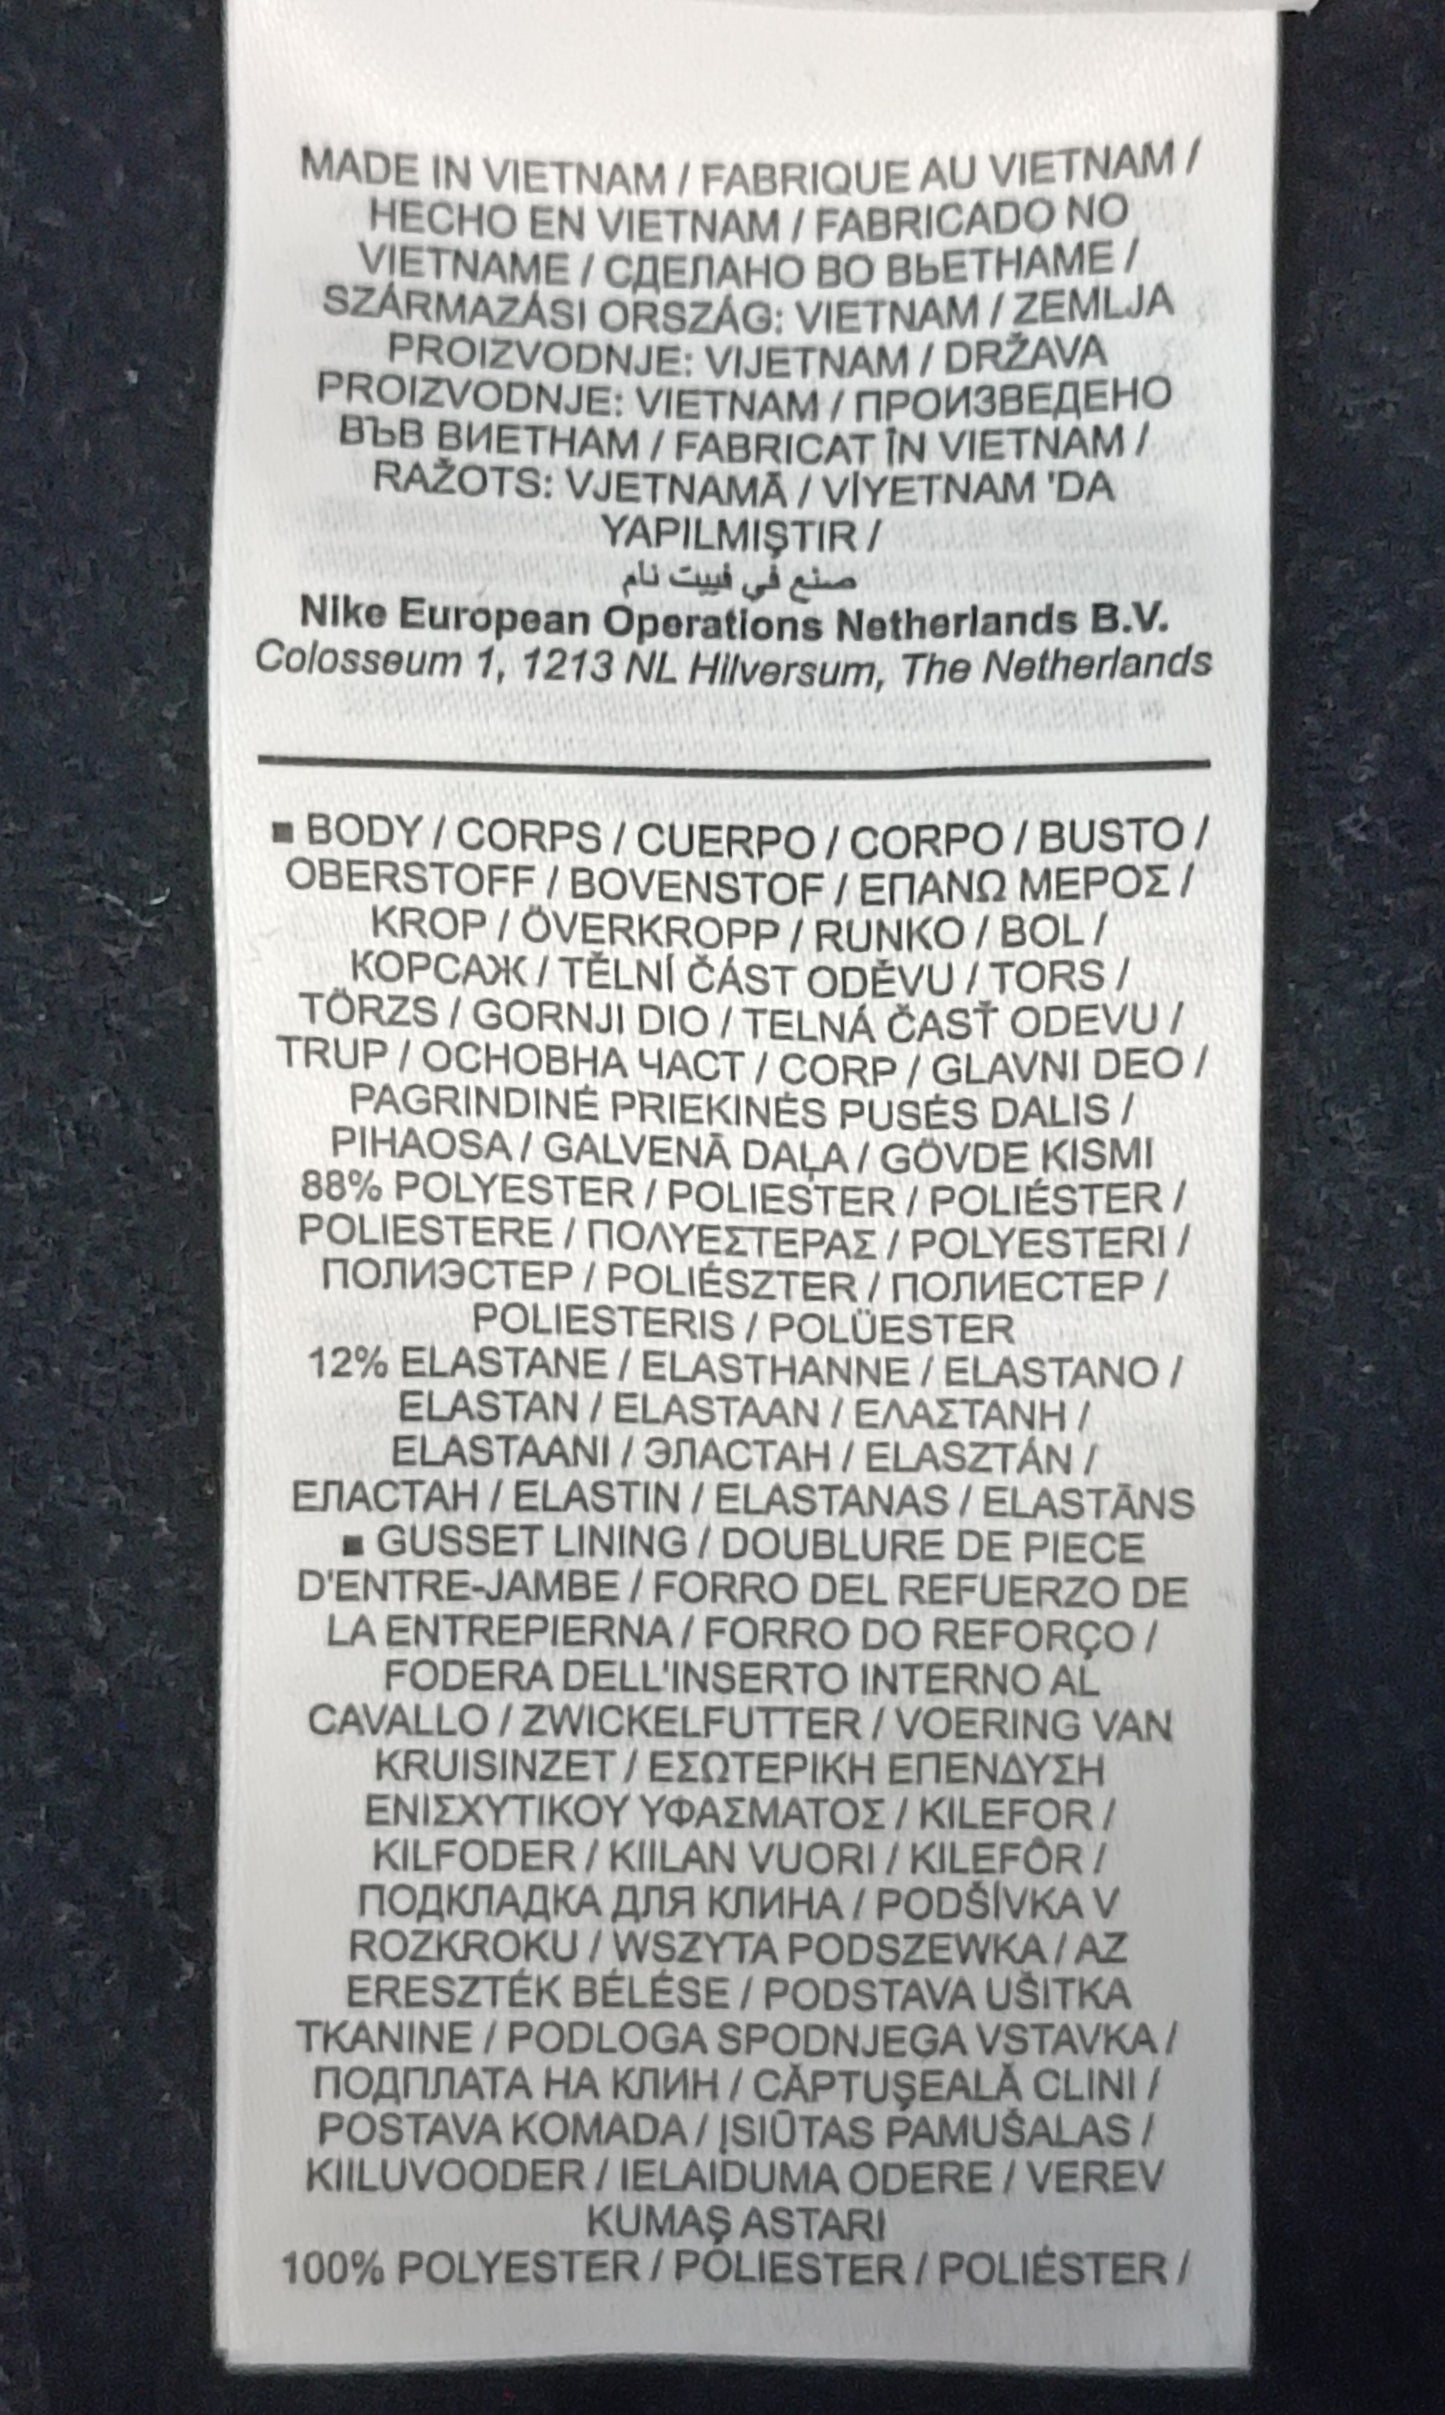 MADE IN VIETNAM / FABRIQUE AU VIETNAM /
HECHO EN VIETNAM / FABRICADO NO
VIETNAME / СДЕЛАНО ВО ВЬЕТНАМЕ /
SZÁRMAZÁSI ORSZÁG: VIETNAM / ZEMLJA
PROIZVODNJE: VIJETNAM / DRŽAVA
PROIZVODNJE: VIETNAM / ПРОИЗВЕДЕНО
ВЪВ ВИЕТНАМ / FABRICAT ÎN VIETNAM /
RAŽOTS: VJETNAMĀ / VİYETNAM 'DA
YAPILMIŞTIR /
صنع في فييت نام
Nike European Operations Netherlands B.V.
Colosseum 1, 1213 NL Hilversum, The Netherlands
■ BODY / CORPS / CUERPO / CORPO / BUSTO /
OBERSTOFF / BOVENSTOF / ΕΠΑΝΩ ΜΕΡΟΣ /
KROP / ÖVERKROPP / RUNKO / BOL /
КОРСАЖ / TĚLNÍ ČÁST ODĚVU / TORS /
TÖRZS / GORNJI DIO / TELNÁ ČASŤ ODEVU /
TRUP / ОСНОВНА ЧАСТ / CORP / GLAVNI DEO /
PAGRINDINĖ PRIEKINĖS PUSĖS DALIS /
PIHAOSA / GALVENĀ DAĻA / GÖVDE KISMI
88% POLYESTER / POLIESTER / POLIÉSTER /
POLIESTERE / ΠΟΛΥΕΣΤΕΡΑΣ / POLYESTERI /
ПОЛИЭСТЕР / POLIÉSZTER / ПОЛИЕСТЕР /
POLIESTERIS / POLÜESTER
12% ELASTANE / ELASTHANNE / ELASTANO /
ELASTAN / ELASTAAN / ΕΛΑΣΤΑΝΗ /
ELASTAANI / ЭЛАСТАН / ELASZTÁN /
ЕЛАСТАН / ELASTIN / ELASTANAS / ELASTĀNS
■ GUSSET LINING / DOUBLURE DE PIECE
D'ENTRE-JAMBE / FORRO DEL REFUERZO DE
LA ENTREPIERNA / FORRO DO REFORÇO /
FODERA DELL'INSERTO INTERNO AL
CAVALLO / ZWICKELFUTTER / VOERING VAN
KRUISINZET / ΕΣΩΤΕΡΙΚΗ ΕΠΕΝΔΥΣΗ
ΕΝΙΣΧΥΤΙΚΟΥ ΥΦΑΣΜΑΤΟΣ / KILEFOR /
KILFODER / KIILAN VUORI / KILEFÔR /
ПОДКЛАДКА ДЛЯ КЛИНА / PODŠÍVKA V
ROZKROKU / WSZYTA PODSZEWKA / AZ
ERESZTÉK BÉLÉSE / PODSTAVA UŠITKA
TKANINE / PODLOGA SPODNJEGA VSTAVKA /
ПОДПЛАТА НА КЛИН / CĂPTUŞEALĂ CLINI /
POSTAVA KOMADA / ĮSIŪTAS PAMUŠALAS /
KIILUVOODER / IELAIDUMA ODERE / VEREV
KUMAŞ ASTARI
100% POLYESTER / POLIESTER / POLIÉSTER /